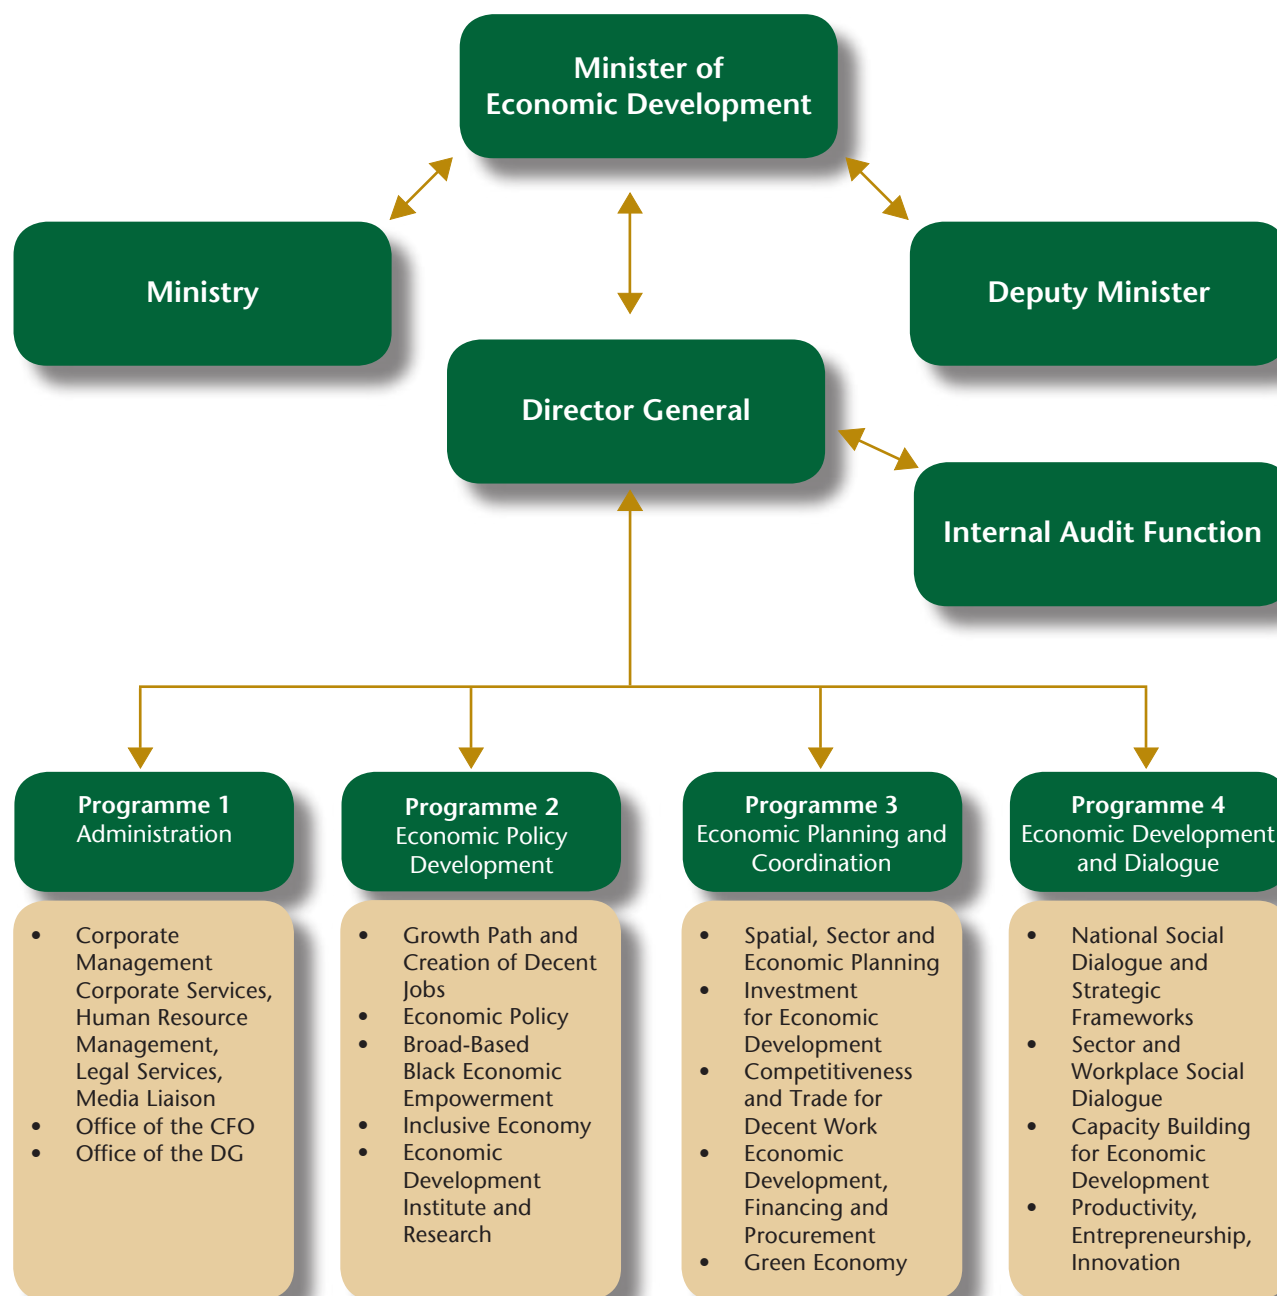 Minister of
Economic Development
Ministry
Deputy Minister
Director General
Internal Audit Function
Programme 1
Administration
Programme 2
Economic Policy
Development
Programme 3
Economic Planning and
Coordination
Programme 4
Economic Development
and Dialogue
• Corporate
Management
Corporate Services,
Human Resource
Management,
Legal Services,
Media Liaison
• Office of the CFO
• Office of the DG
• Growth Path and
Creation of Decent
Jobs
• Economic Policy
• Broad-Based
Black Economic
Empowerment
• Inclusive Economy
• Economic
Development
Institute and
Research
• Spatial, Sector and
Economic Planning
• Investment
for Economic
Development
• Competitiveness
and Trade for
Decent Work
• Economic
Development,
Financing and
Procurement
• Green Economy
• National Social
Dialogue and
Strategic
Frameworks
• Sector and
Workplace Social
Dialogue
• Capacity Building
for Economic
Development
• Productivity,
Entrepreneurship,
Innovation